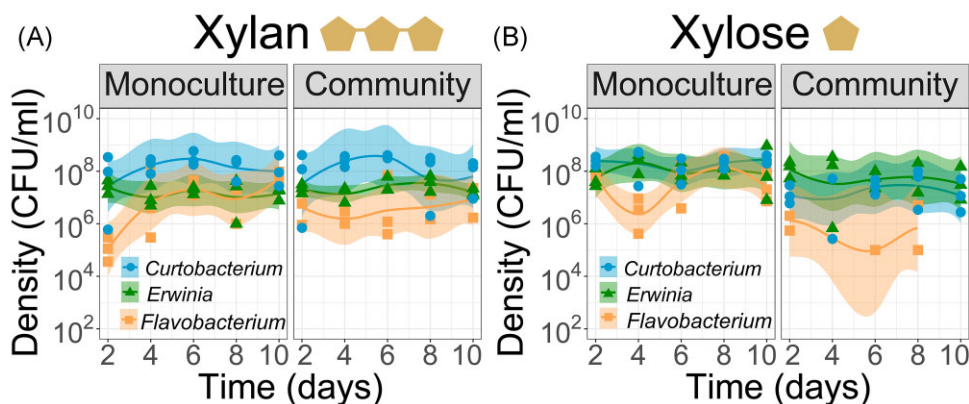 (A) Xylan
Monoculture Community
Density (CFU/ml)
10^10
10^8
10^6
10^4
10^2
Curtobacterium
Erwinia
Flavobacterium
Curtobacterium
Erwinia
Flavobacterium
2 4 6 8 10 2 4 6 8 10
Time (days)
(B) Xylose
Monoculture Community
Density (CFU/ml)
10^10
10^8
10^6
10^4
10^2
Curtobacterium
Erwinia
Flavobacterium
2 4 6 8 10 2 4 6 8 10
Time (days)